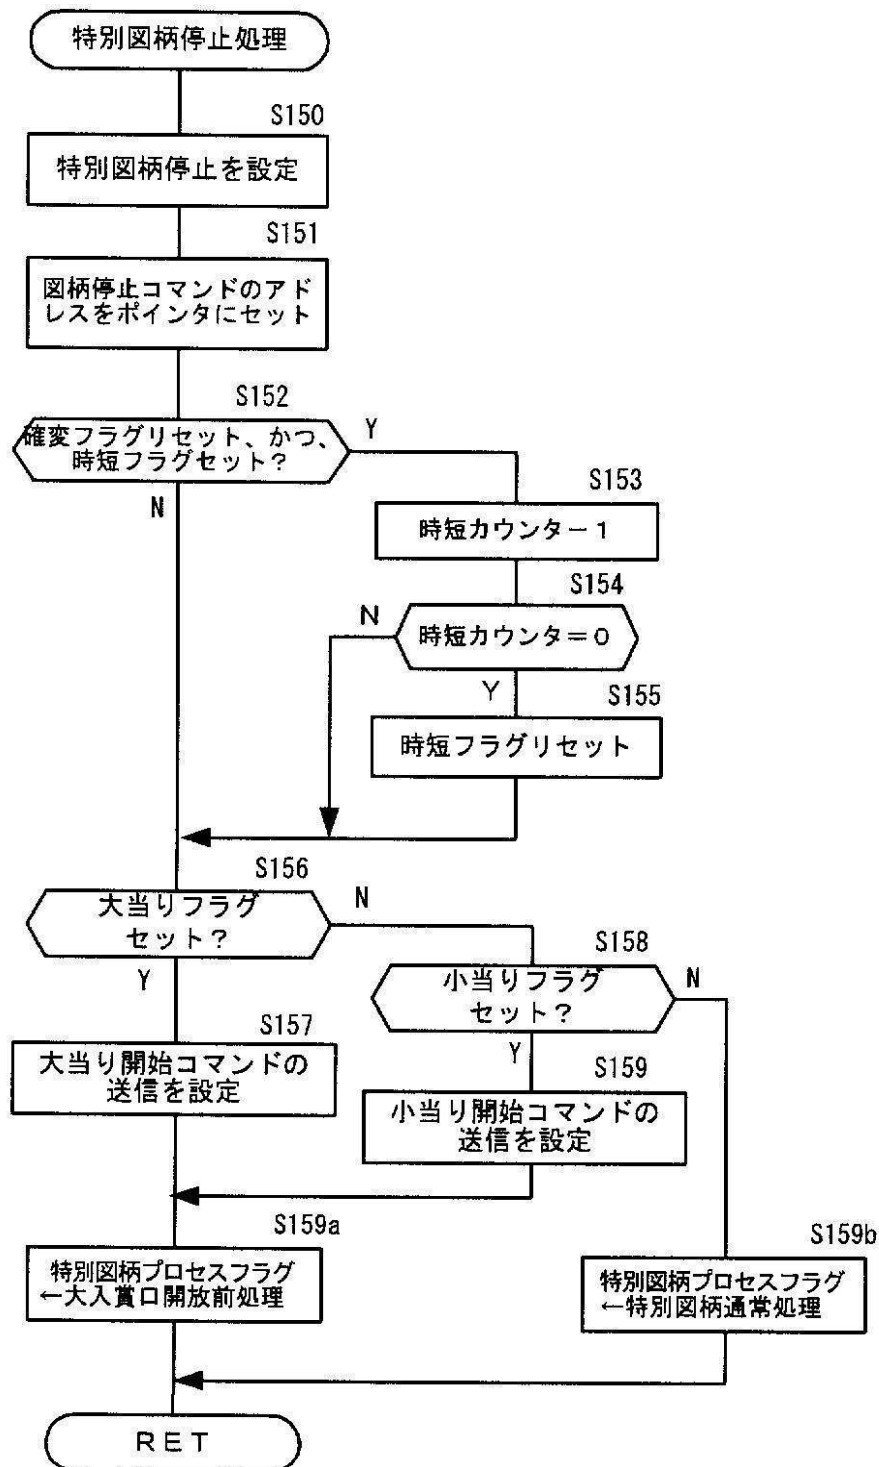 特別図柄停止処理
S150
特別図柄停止を設定
S151
図柄停止コマンドのアド
レスをポインタにセット
S152
確変フラグリセット、かつ、
時短フラグセット?
Y
N
S153
時短カウンター1
S154
時短カウンタ=0
N
Y
S155
時短フラグリセット
S156
大当りフラグ
セット?
N
Y
S158
小当りフラグ
セット?
N
Y
S157
大当り開始コマンドの
送信を設定
S159
小当り開始コマンドの
送信を設定
S159a
特別図柄プロセスフラグ
←大入賞口開放前処理
S159b
特別図柄プロセスフラグ
←特別図柄通常処理
RET